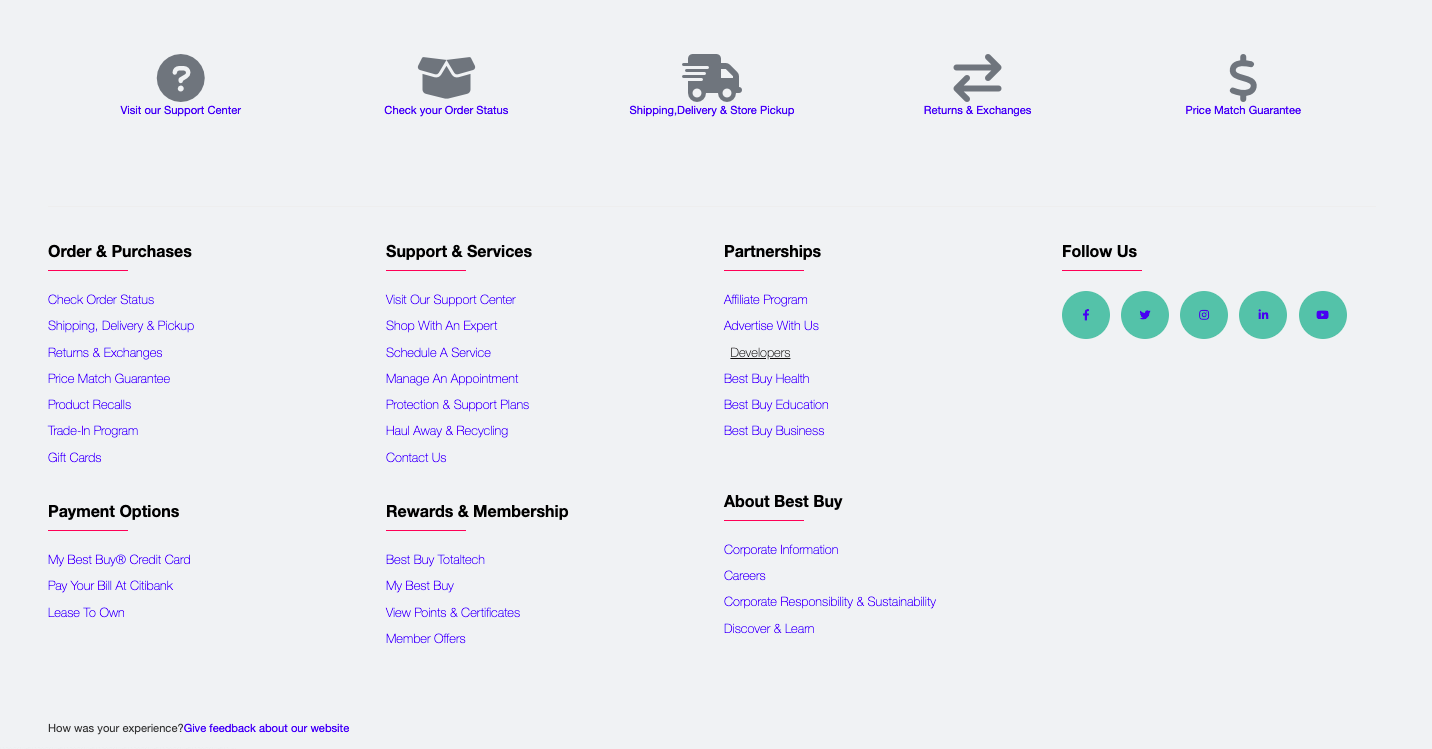 Visit our Support Center
Check your Order Status
Shipping,Delivery & Store Pickup
Returns & Exchanges
Price Match Guarantee
Order & Purchases
Check Order Status
Shipping, Delivery & Pickup
Returns & Exchanges
Price Match Guarantee
Product Recalls
Trade-In Program
Gift Cards
Payment Options
My Best Buy® Credit Card
Pay Your Bill At Citibank
Lease To Own
Support & Services
Visit Our Support Center
Shop With An Expert
Schedule A Service
Manage An Appointment
Protection & Support Plans
Haul Away & Recycling
Contact Us
Rewards & Membership
Best Buy Totaltech
My Best Buy
View Points & Certificates
Member Offers
Partnerships
Affiliate Program
Advertise With Us
Developers
Best Buy Health
Best Buy Education
Best Buy Business
About Best Buy
Corporate Information
Careers
Corporate Responsibility & Sustainability
Discover & Learn
Follow Us
How was your experience?Give feedback about our website